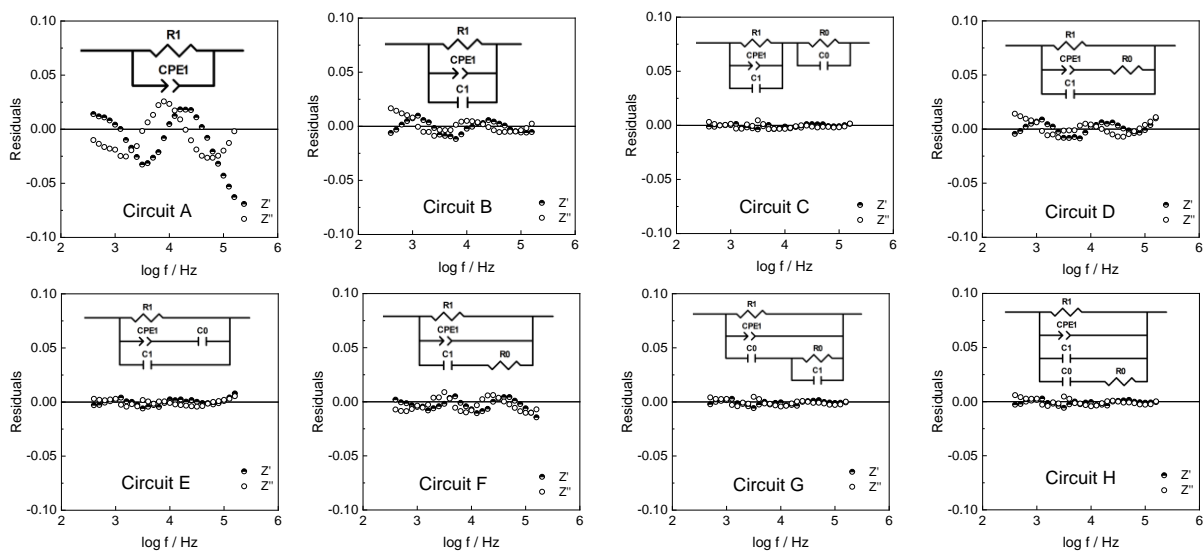 0.10
0.05
0.00
-0.05
-0.10
Residuals
R1
CPE1
Circuit A
Z'
Z"
2 3 4 5 6
log f / Hz
0.10
0.05
0.00
-0.05
-0.10
Residuals
R1
CPE1
C1
Circuit B
Z'
Z"
2 3 4 5 6
log f / Hz
0.10
0.05
0.00
-0.05
-0.10
Residuals
R1 R0
CPE1 C0
C1
Circuit C
Z'
Z"
2 3 4 5 6
log f / Hz
0.10
0.05
0.00
-0.05
-0.10
Residuals
R1
CPE1 R0
C1
Circuit D
Z'
Z"
2 3 4 5 6
log f / Hz
0.10
0.05
0.00
-0.05
-0.10
Residuals
R1
CPE1 C0
C1
Circuit E
Z'
Z"
2 3 4 5 6
log f / Hz
0.10
0.05
0.00
-0.05
-0.10
Residuals
R1
CPE1
C1 R0
Circuit F
Z'
Z"
2 3 4 5 6
log f / Hz
0.10
0.05
0.00
-0.05
-0.10
Residuals
R1
CPE1
C0 R0
C1
Circuit G
Z'
Z"
2 3 4 5 6
log f / Hz
0.10
0.05
0.00
-0.05
-0.10
Residuals
R1
CPE1
C1
C0 R0
Circuit H
Z'
Z"
2 3 4 5 6
log f / Hz